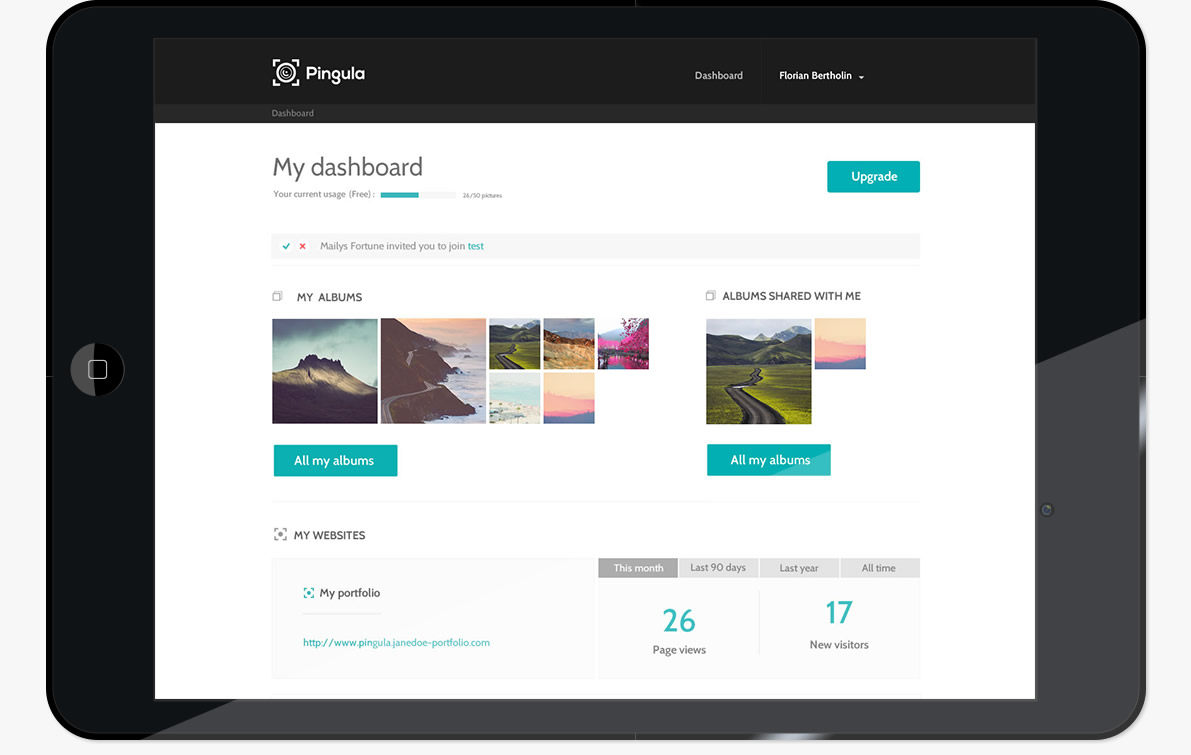 Pingula
Dashboard
Florian Bertholin
Dashboard
My dashboard
Upgrade
Your current usage (Free) :
26/50 pictures
Mailys Fortune invited you to join test
MY ALBUMS
ALBUMS SHARED WITH ME
All my albums
All my albums
MY WEBSITES
This month
Last 90 days
Last year
All time
My portfolio
http://www.pingula.janedoe-portfolio.com
26
Page views
17
New visitors